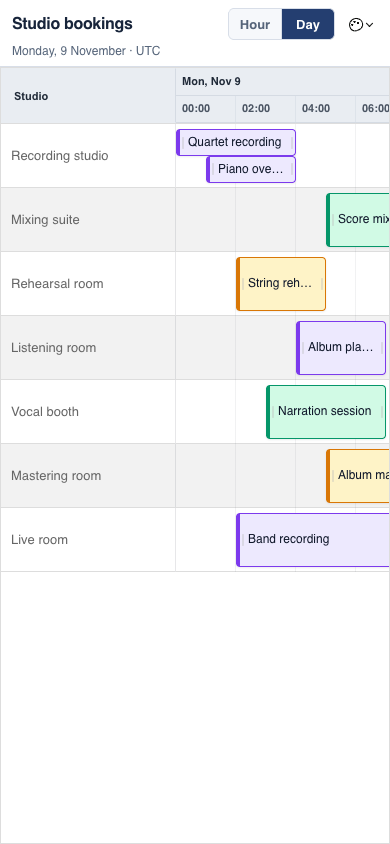 Studio bookings
Hour
Day
Monday, 9 November · UTC
Studio
Mon, Nov 9
00:00
02:00
04:00
06:00
Recording studio
Quartet recording
Piano ove…
Mixing suite
Score mix
Rehearsal room
String reh…
Listening room
Album pla…
Vocal booth
Narration session
Mastering room
Album ma
Live room
Band recording